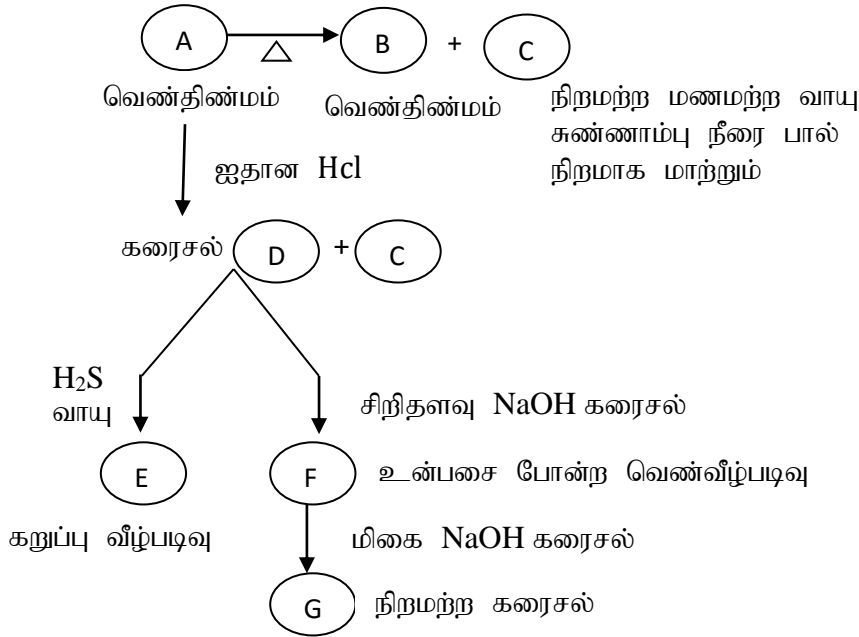 A B + C
வெண்திண்மம் வெண்திண்மம் நிறமற்ற மணமற்ற வாயு
சுண்ணாம்பு நீரை பால்
நிறமாக மாற்றும்
ஐதான Hcl
கரைசல் D + C
H₂S
வாயு
சிறிதளவு NaOH கரைசல்
E F உன்பசை போன்ற வெண்வீழ்படிவு
கறுப்பு வீழ்படிவு மிகை NaOH கரைசல்
G நிறமற்ற கரைசல்